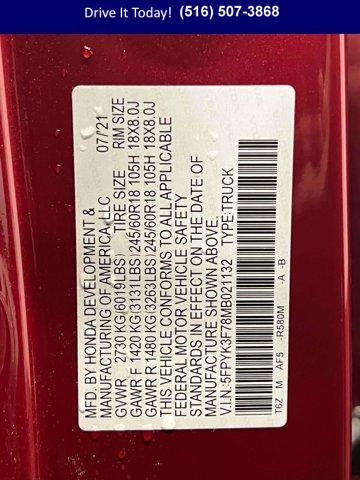 Drive It Today! (516) 507-3868
MFD. BY HONDA DEVELOPMENT &
MANUFACTURING OF AMERICA, LLC 07/21
GVWR 2730 KG(6019LBS) TIRE SIZE RIM SIZE
GAWR F 1420 KG(3131LBS) 245/60R18 105H 18X8.0J
GAWR R 1480 KG(3263LBS) 245/60R18 105H 18X8.0J
THIS VEHICLE CONFORMS TO ALL APPLICABLE
FEDERAL MOTOR VEHICLE SAFETY
STANDARDS IN EFFECT ON THE DATE OF
MANUFACTURE SHOWN ABOVE.
V.I.N.:5FPYK3F78MB021132 TYPE:TRUCK
T6Z M AF5 -R580M -A -B